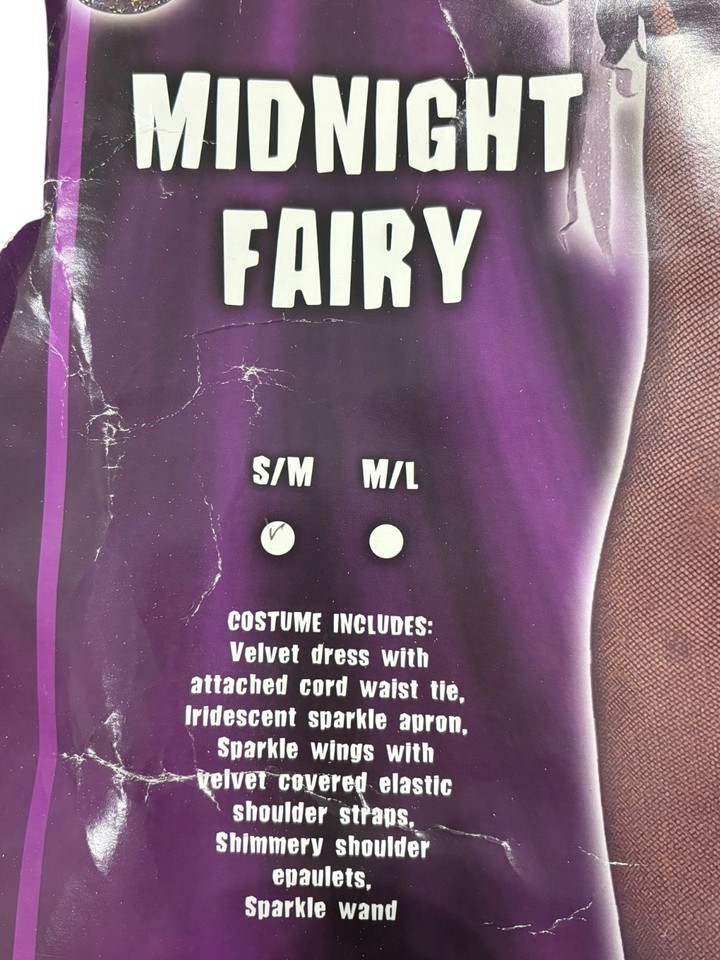 MIDNIGHT
FAIRY
S/M M/L
COSTUME INCLUDES:
Velvet dress with
attached cord waist tie,
Iridescent sparkle apron,
Sparkle wings with
velvet covered elastic
shoulder straps,
Shimmery shoulder
epaulets,
Sparkle wand